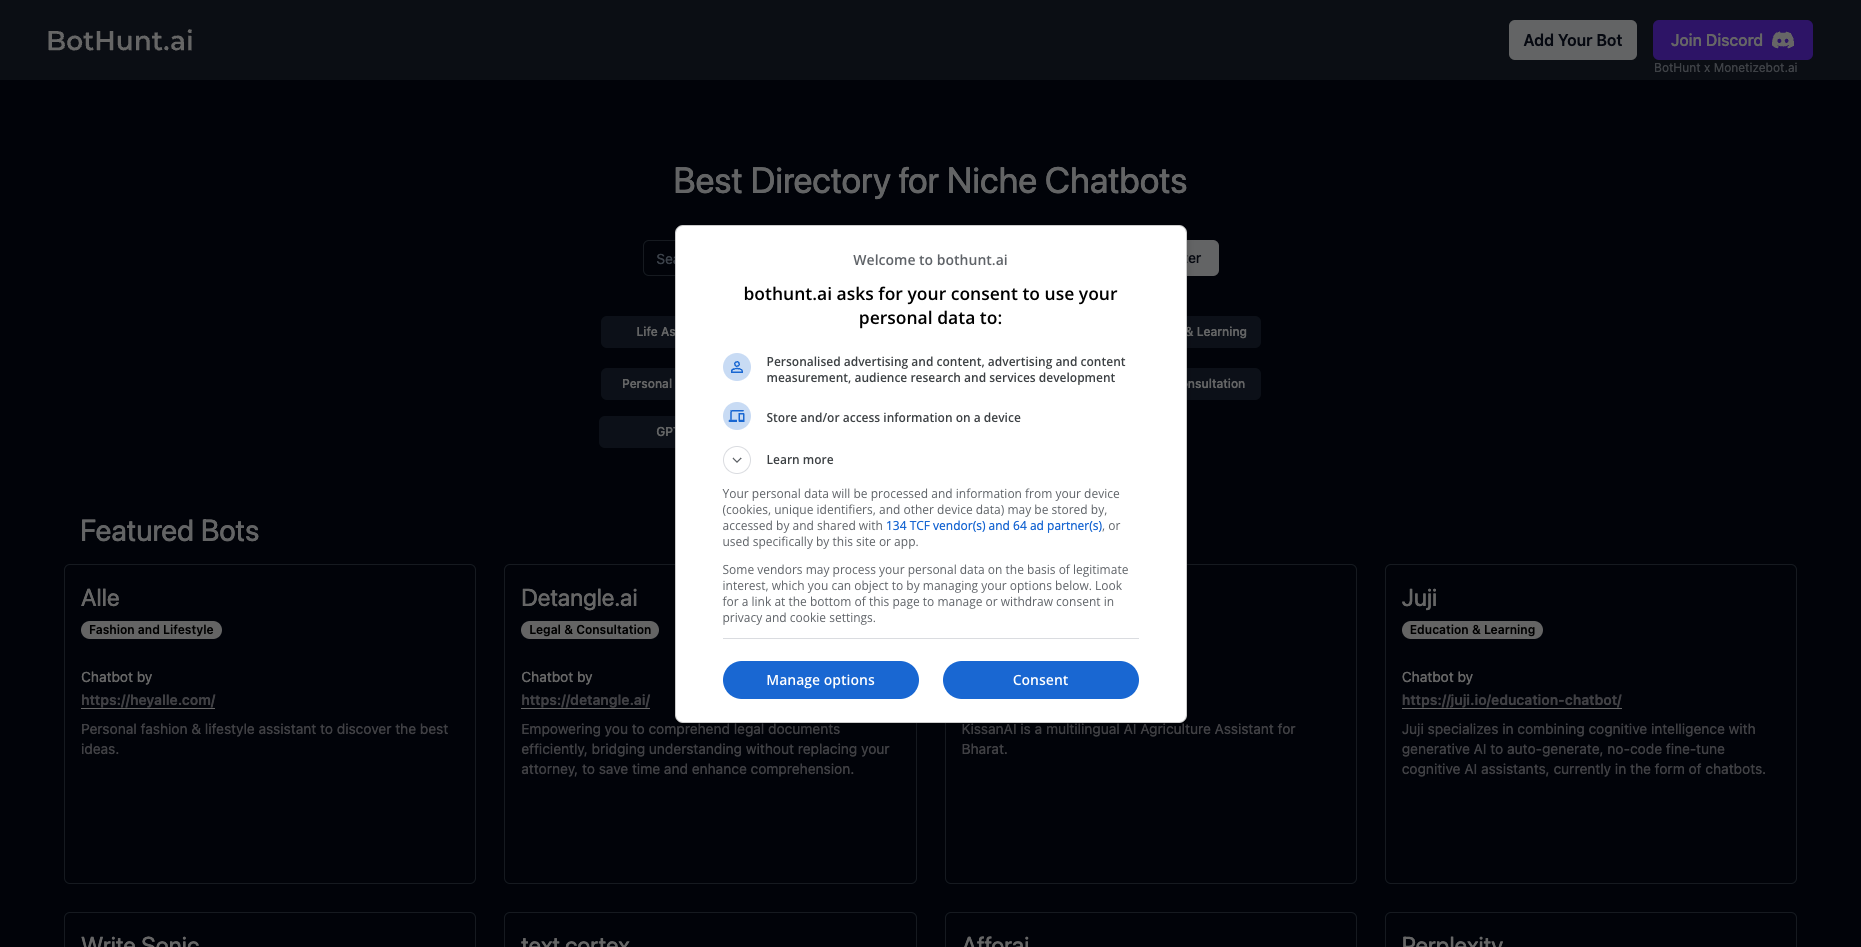 BotHunt.ai
Add Your Bot
Join Discord
BotHunt x Monetizebot.ai
Best Directory for Niche Chatbots
Welcome to bothunt.ai
bothunt.ai asks for your consent to use your
personal data to:
Personalised advertising and content, advertising and content
measurement, audience research and services development
Store and/or access information on a device
Learn more
Your personal data will be processed and information from your device
(cookies, unique identifiers, and other device data) may be stored by,
accessed by and shared with 134 TCF vendor(s) and 64 ad partner(s), or
used specifically by this site or app.
Some vendors may process your personal data on the basis of legitimate
interest, which you can object to by managing your options below. Look
for a link at the bottom of this page to manage or withdraw consent in
privacy and cookie settings.
Manage options
Consent
Life
& Learning
Personal
Featured Bots
Alle
Fashion and Lifestyle
Chatbot by
https://heyalle.com/
Personal fashion & lifestyle assistant to discover the best
ideas.
Detangle.ai
Legal & Consultation
Chatbot by
https://detangle.ai/
Empowering you to comprehend legal documents
efficiently, bridging understanding without replacing your
attorney, to save time and enhance comprehension.
KissanAI is a multilingual AI Agriculture Assistant for
Bharat.
Juji
Education & Learning
Chatbot by
https://juji.io/education-chatbot/
Juji specializes in combining cognitive intelligence with
generative AI to auto-generate, no-code fine-tune
cognitive AI assistants, currently in the form of chatbots.
Write Sonic
text cortex
Afforai
Perplexity